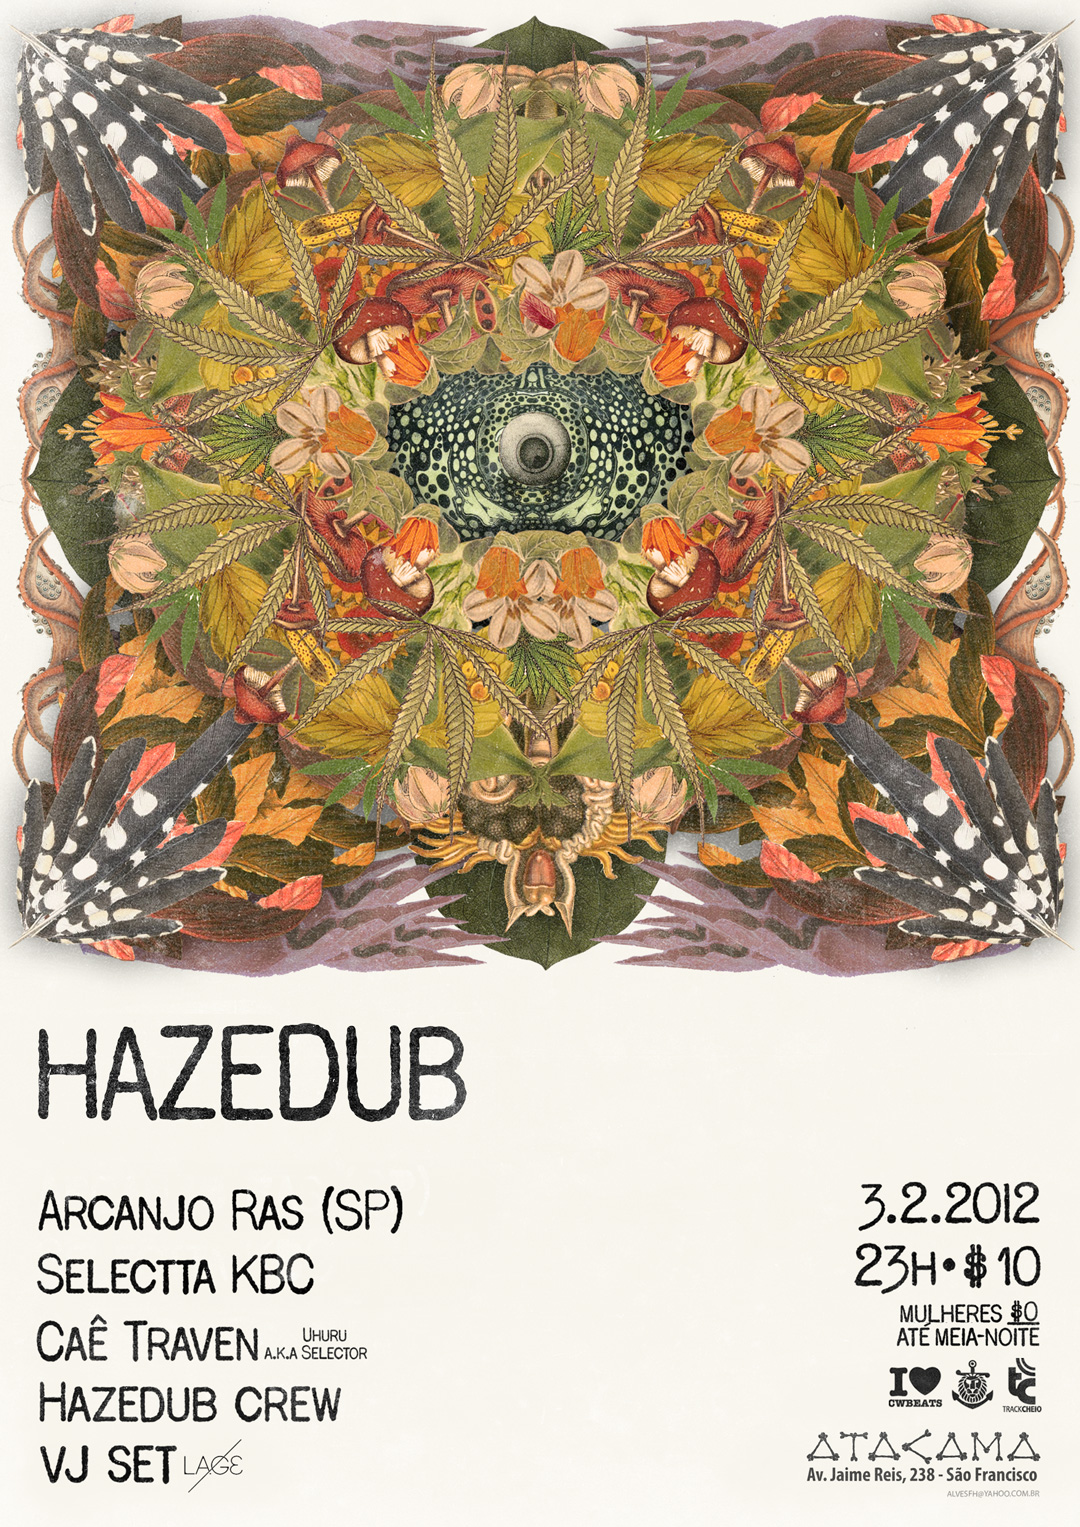 HAZEDUB
ARCANJO RAS (SP)
SELECTTA KBC
CAÊ TRAVEN A.K.A UHURU SELECTOR
HAZEDUB CREW
VJ SET LAGE
3.2.2012
23H • $ 10
MULHERES $0
ATÉ MEIA-NOITE
I♥
CWBEATS
tc
TRACKCHEIO
ATACAMA
Av. Jaime Reis, 238 - São Francisco
ALVESFH@YAHOO.COM.BR